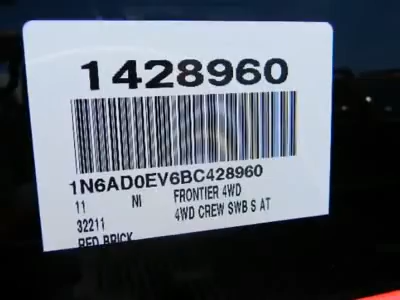 1428960
1N6AD0EV6BC428960
11 NI FRONTIER 4WD
32211 4WD CREW SWB S AT
RED BRICK